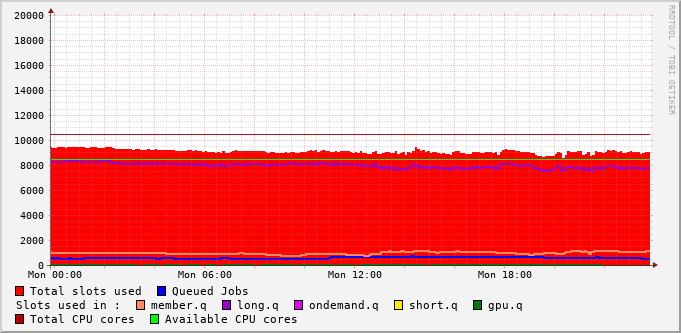 RRDTOOL / TOBI OETIKER
20000
18000
16000
14000
12000
10000
8000
6000
4000
2000
0
Mon 00:00 Mon 06:00 Mon 12:00 Mon 18:00
Total slots used Queued Jobs
Slots used in : member.q long.q ondemand.q short.q gpu.q
Total CPU cores Available CPU cores